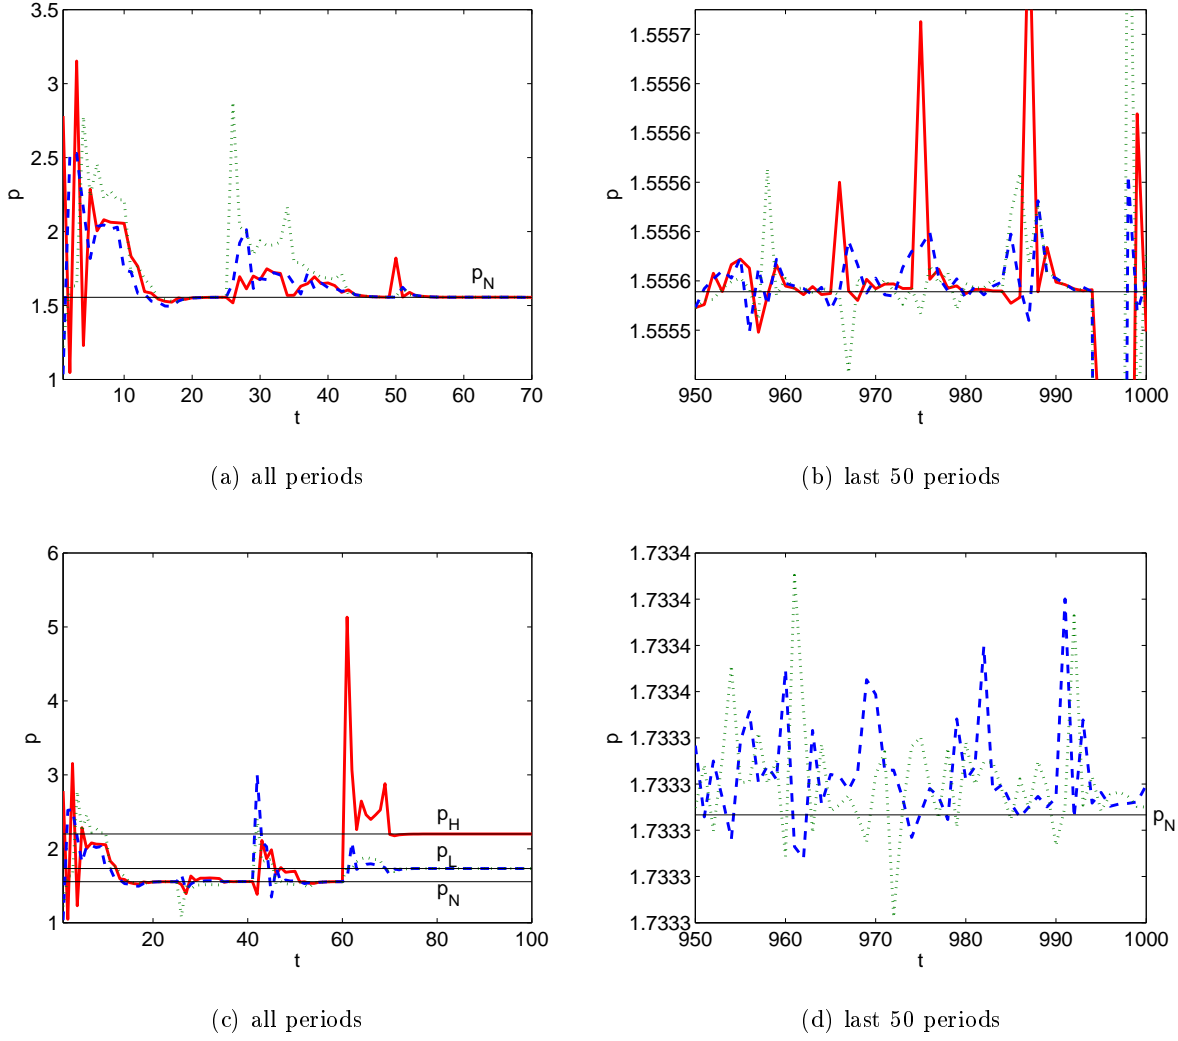 3.5
3
2.5
2
1.5
1
p
p_N
10 20 30 40 50 60 70
t
(a) all periods
1.5557
1.5556
1.5556
1.5556
1.5556
1.5556
1.5555
p
950 960 970 980 990 1000
t
(b) last 50 periods
6
5
4
3
2
1
p
p_H
p_L
p_N
20 40 60 80 100
t
(c) all periods
1.7334
1.7334
1.7334
1.7334
1.7333
1.7333
1.7333
1.7333
1.7333
p
p_N
950 960 970 980 990 1000
t
(d) last 50 periods